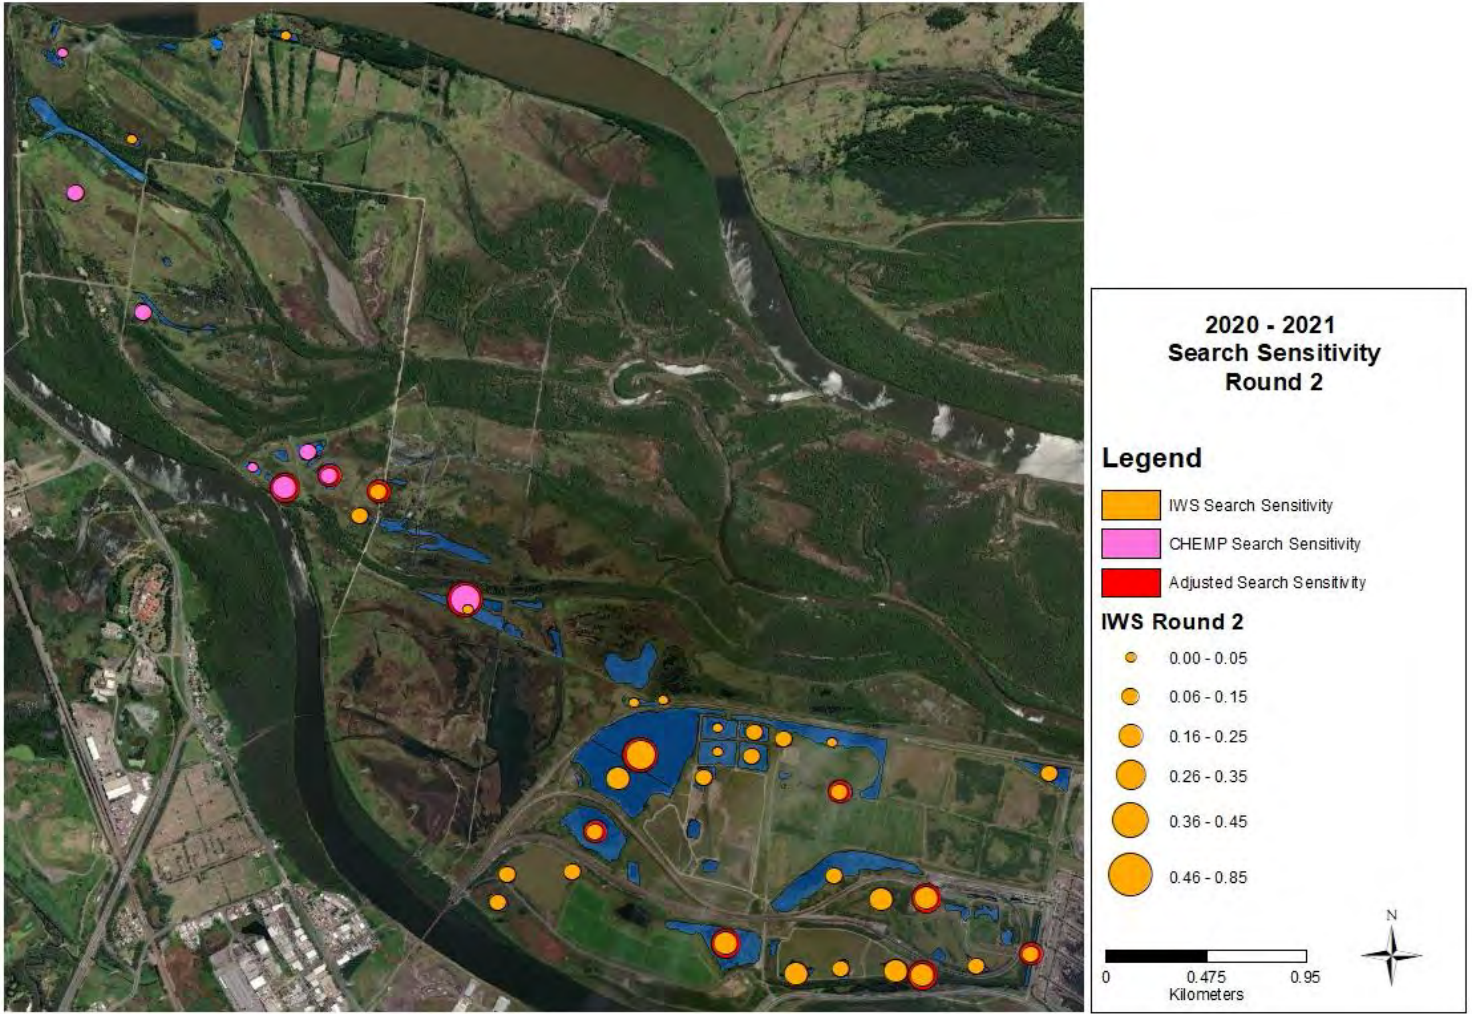 2020 - 2021
Search Sensitivity
Round 2
Legend
IWS Search Sensitivity
CHEMP Search Sensitivity
Adjusted Search Sensitivity
IWS Round 2
0.00 - 0.05
0.06 - 0.15
0.16 - 0.25
0.26 - 0.35
0.36 - 0.45
0.46 - 0.85
N
0 0.475 0.95
Kilometers